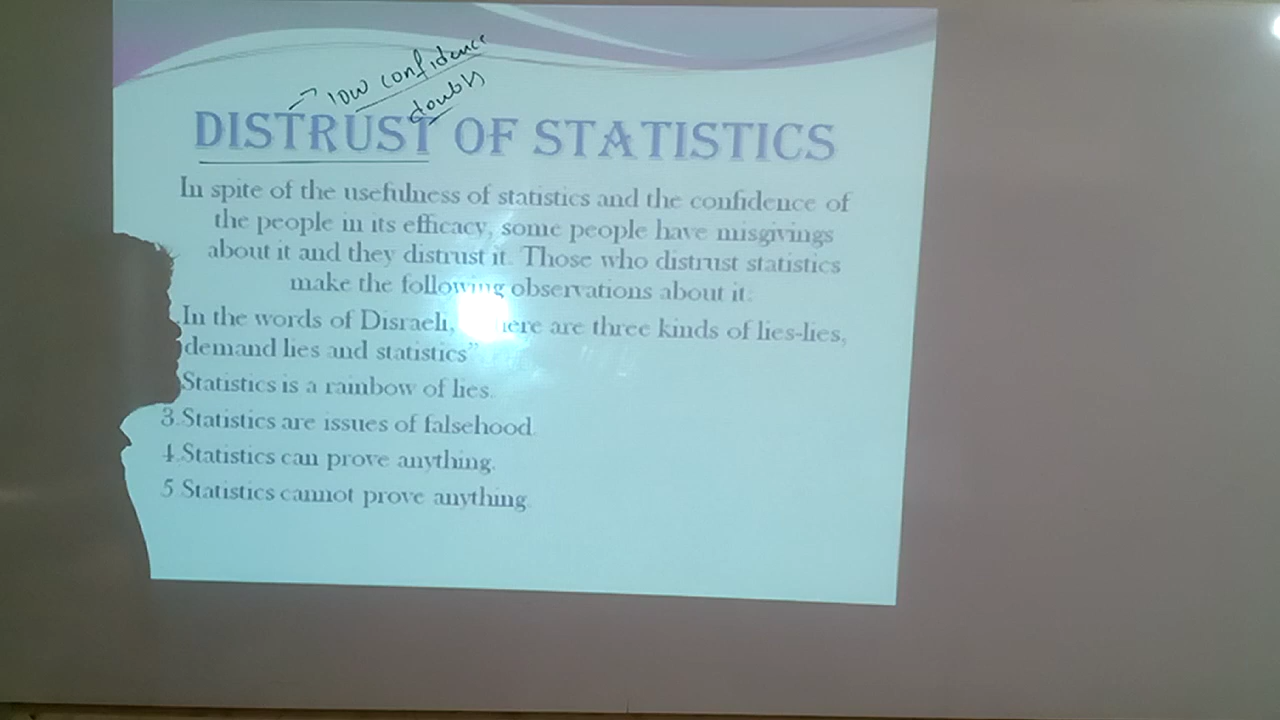 → low confidence
doubts
DISTRUST OF STATISTICS
In spite of the usefulness of statistics and the confidence of
the people in its efficacy, some people have misgivings
about it and they distrust it. Those who distrust statistics
make the following observations about it:
.In the words of Disraeli, are three kinds of lies-lies,
demand lies and statistics”
Statistics is a rainbow of lies.
3.Statistics are issues of falsehood.
4.Statistics can prove anything.
5.Statistics cannot prove anything.